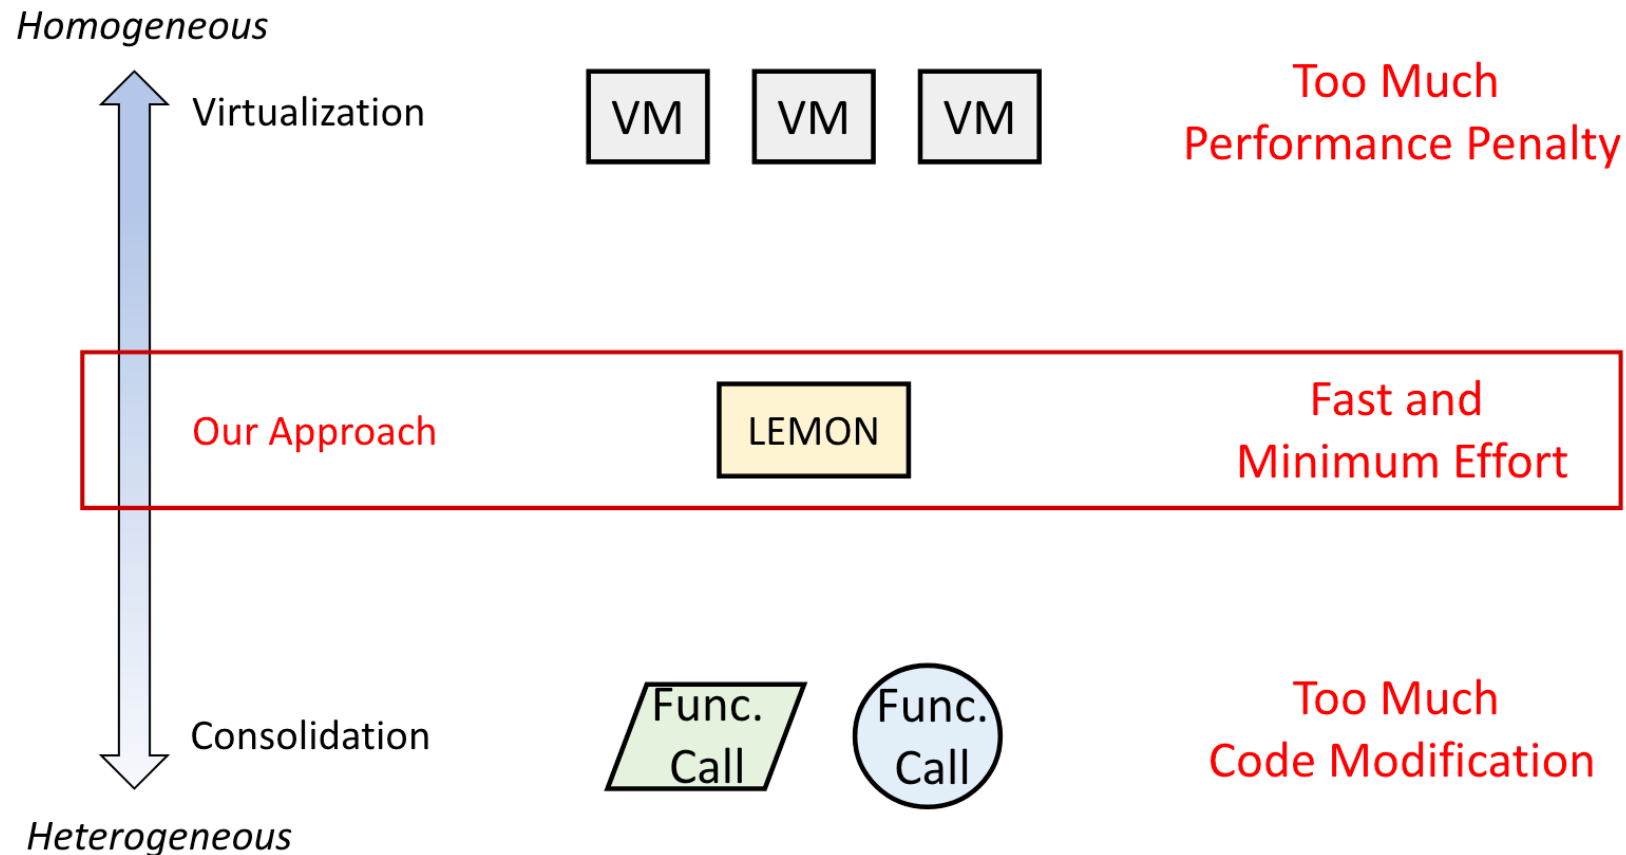 Homogeneous
Virtualization
VM VM VM
Too Much
Performance Penalty
Our Approach
LEMON
Fast and
Minimum Effort
Consolidation
Func.
Call
Func.
Call
Too Much
Code Modification
Heterogeneous